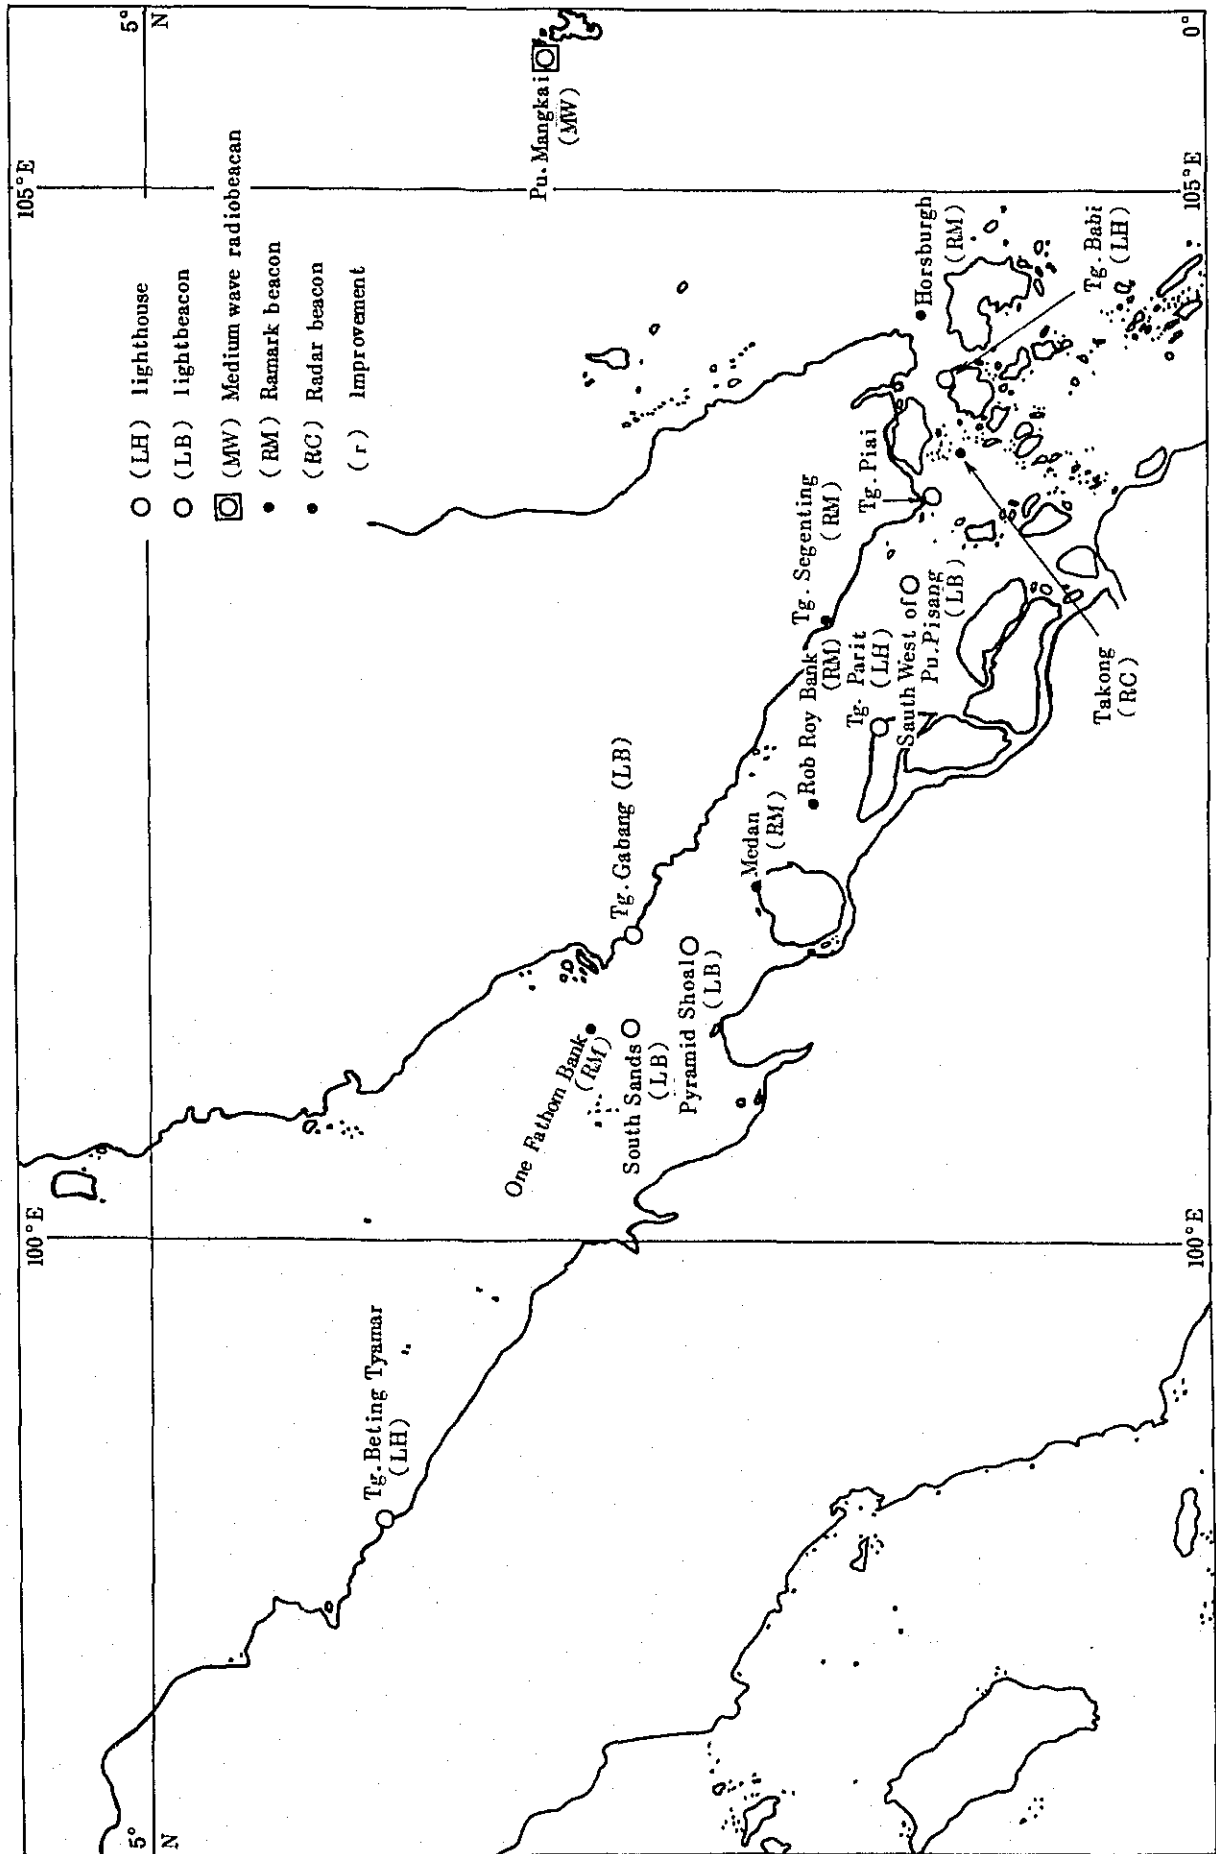 5°
N
105°E
Pu. Mangkai
(MW)
0°
(LH) lighthouse
(LB) lightbeacon
(MW) Medium wave radiobeacan
(RM) Ramark beacon
(RC) Radar beacon
(r) Improvement
Horsburgh
(RM)
105°E
Tg. Babi
(LH)
Tg. Piai
Tg. Segenting
(RM)
Rob Roy Bank
(RM)
Tg. Parit
(LH)
Sauth West of
Pu. Pisang
(LB)
Takong
(RC)
Tg. Gabang (LB)
Medan
(RM)
One Fathom Bank
(RM)
South Sands
(LB)
Pyramid Shoal
(LB)
100°E
100°E
Tg. Beting Tyamar
(LH)
5°
N